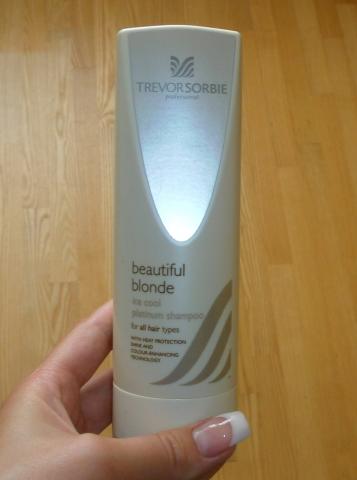 TREVOR SORBIE
professional
beautiful
blonde
ice cool
platinum shampoo
for all hair types
WITH HEAT PROTECTION
SHINE AND
COLOUR-ENHANCING
TECHNOLOGY